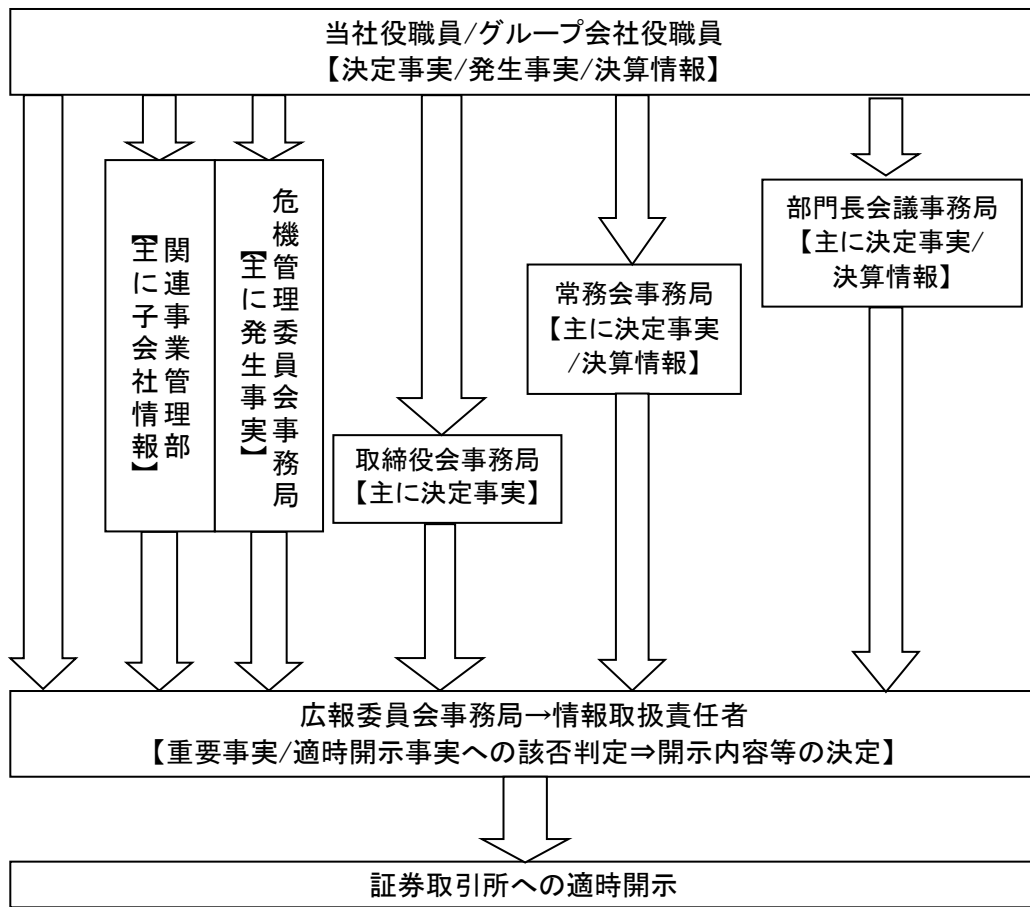 当社役職員/グループ会社役職員
【決定事実/発生事実/決算情報】
関連事業管理部
【主に子会社情報】
危機管理委員会事務局
【主に発生事実】
取締役会事務局
【主に決定事実】
常務会事務局
【主に決定事実
/決算情報】
部門長会議事務局
【主に決定事実/
決算情報】
広報委員会事務局→情報取扱責任者
【重要事実/適時開示事実への該否判定⇒開示内容等の決定】
証券取引所への適時開示